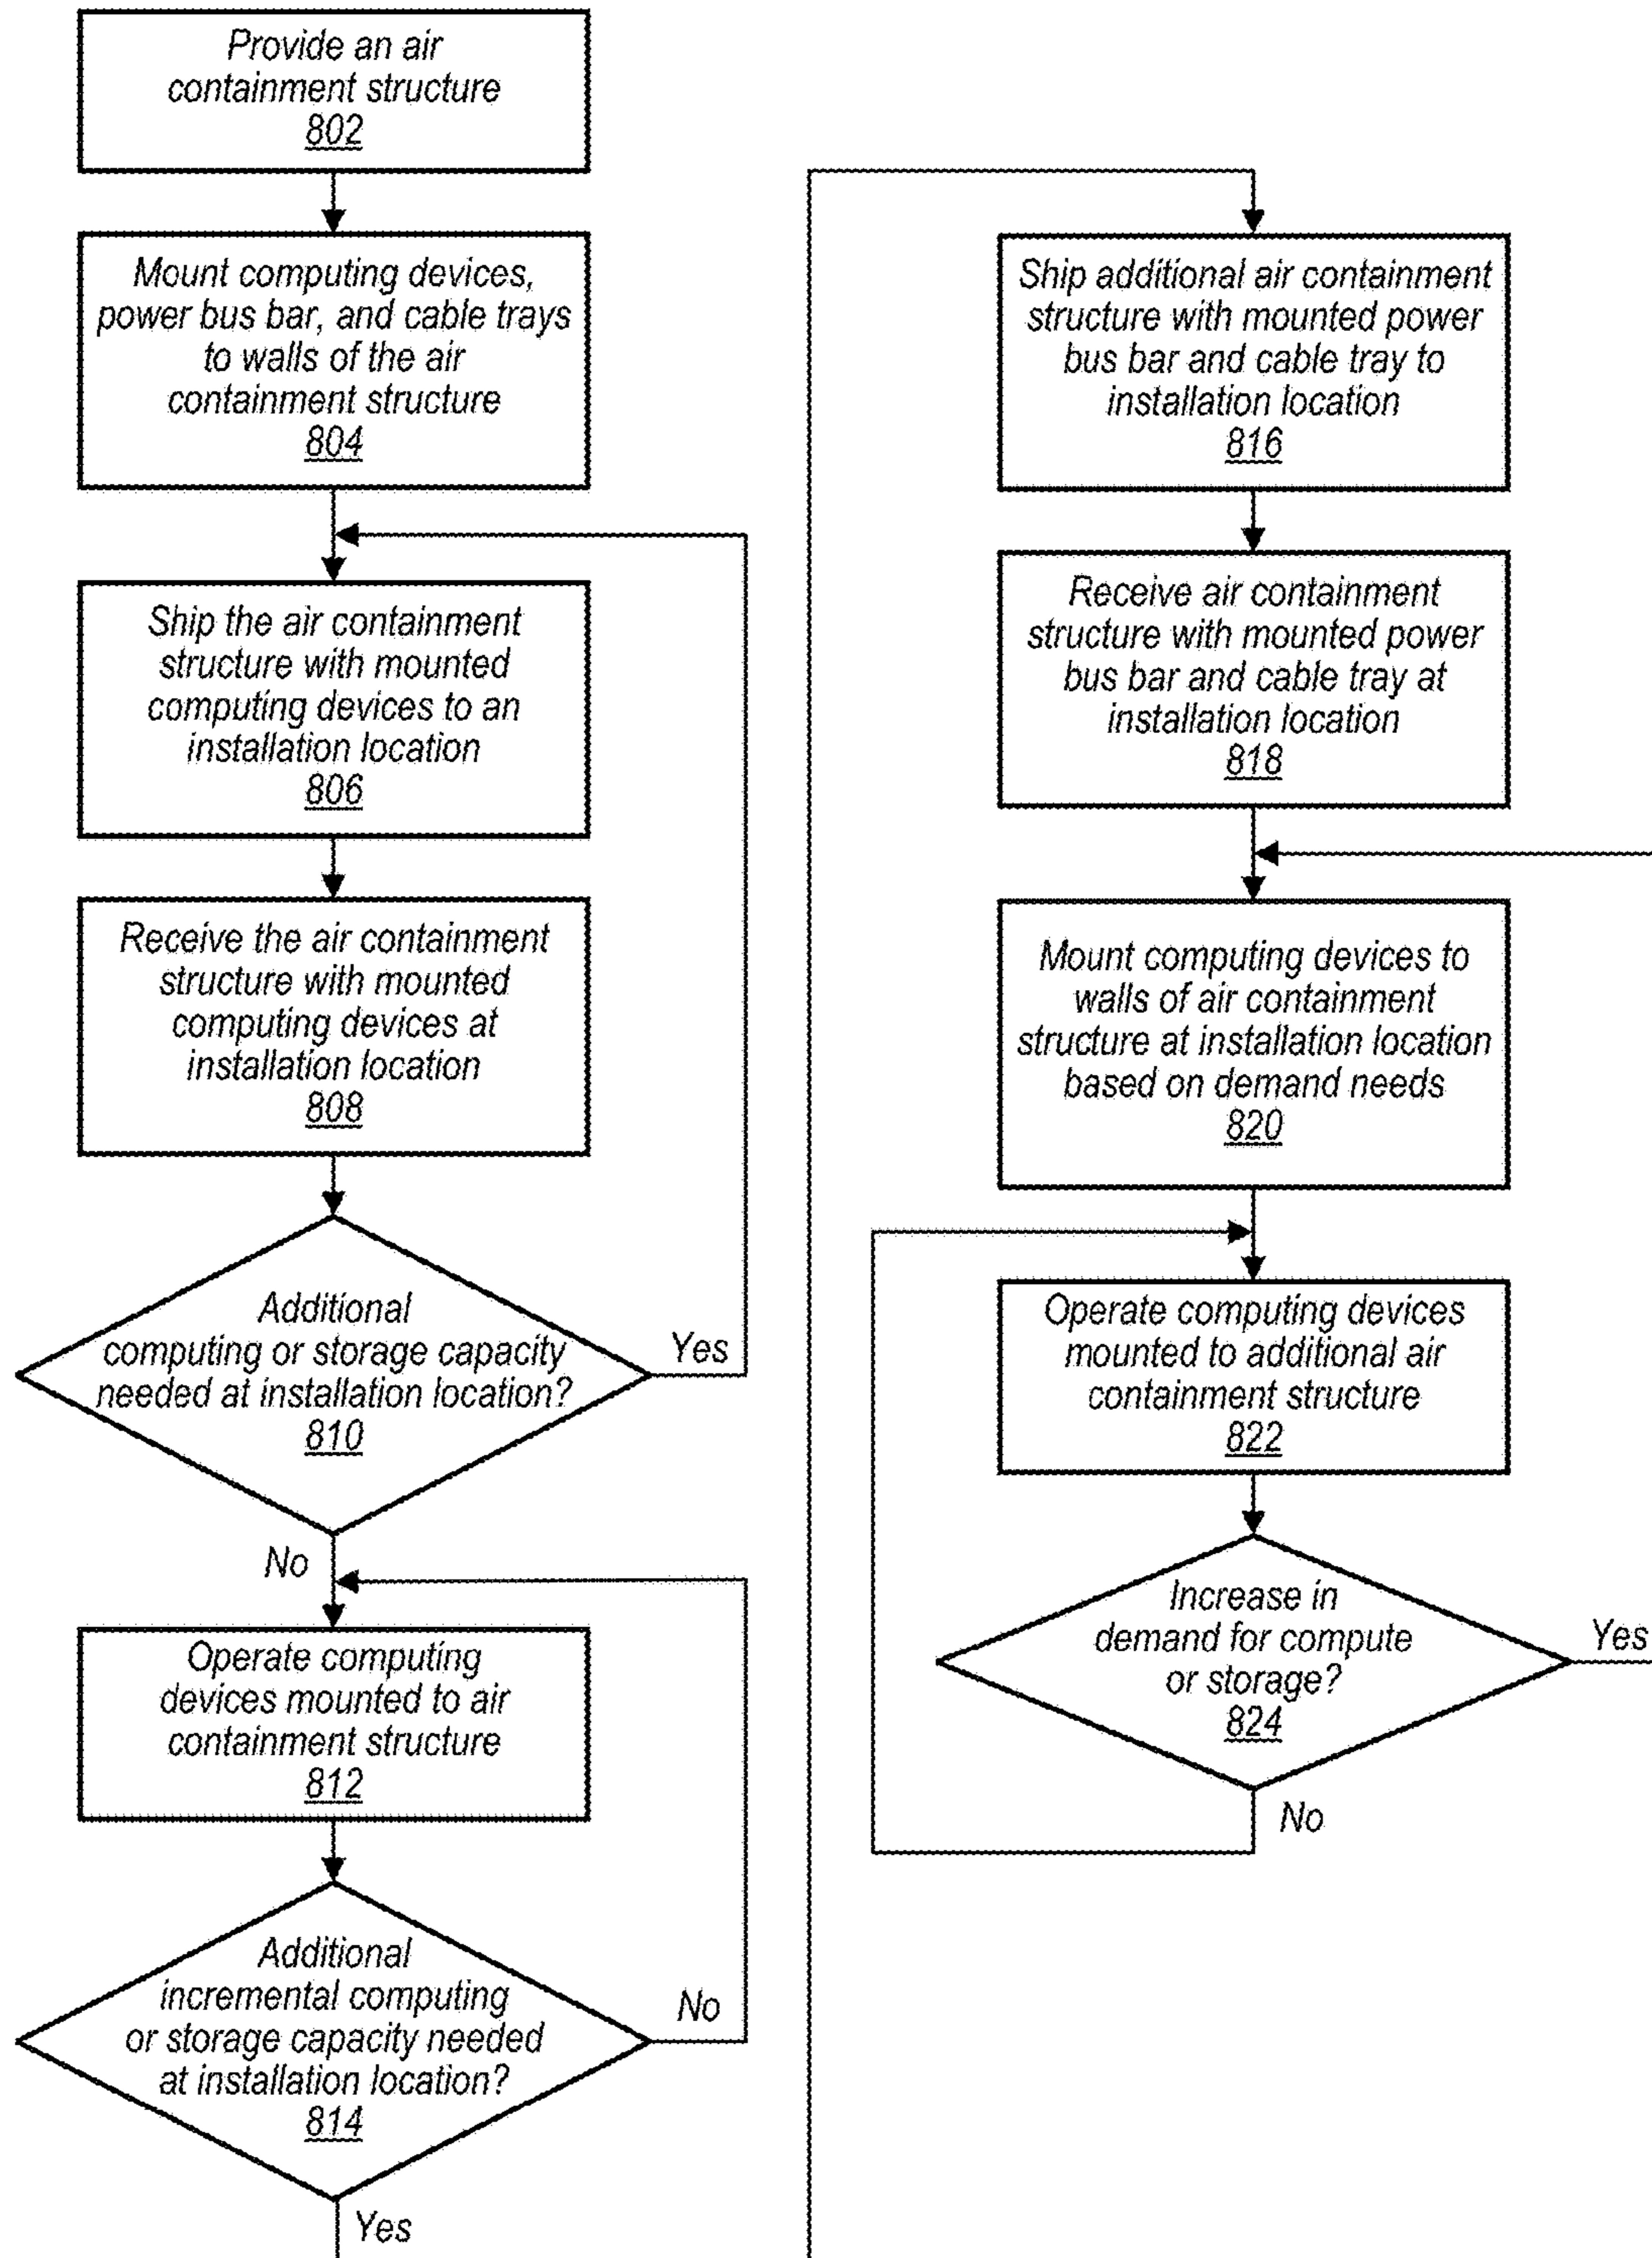 Provide an air
containment structure
802
Mount computing devices,
power bus bar, and cable trays
to walls of the air
containment structure
804
Ship the air containment
structure with mounted
computing devices to an
installation location
806
Receive the air containment
structure with mounted
computing devices at
installation location
808
Additional
computing or storage capacity
needed at installation location?
810
Yes
No
Operate computing
devices mounted to air
containment structure
812
Additional
incremental computing
or storage capacity needed
at installation location?
814
No
Yes
Ship additional air containment
structure with mounted power
bus bar and cable tray to
installation location
816
Receive air containment
structure with mounted power
bus bar and cable tray at
installation location
818
Mount computing devices to
walls of air containment
structure at installation location
based on demand needs
820
Operate computing devices
mounted to additional air
containment structure
822
Increase in
demand for compute
or storage?
824
Yes
No